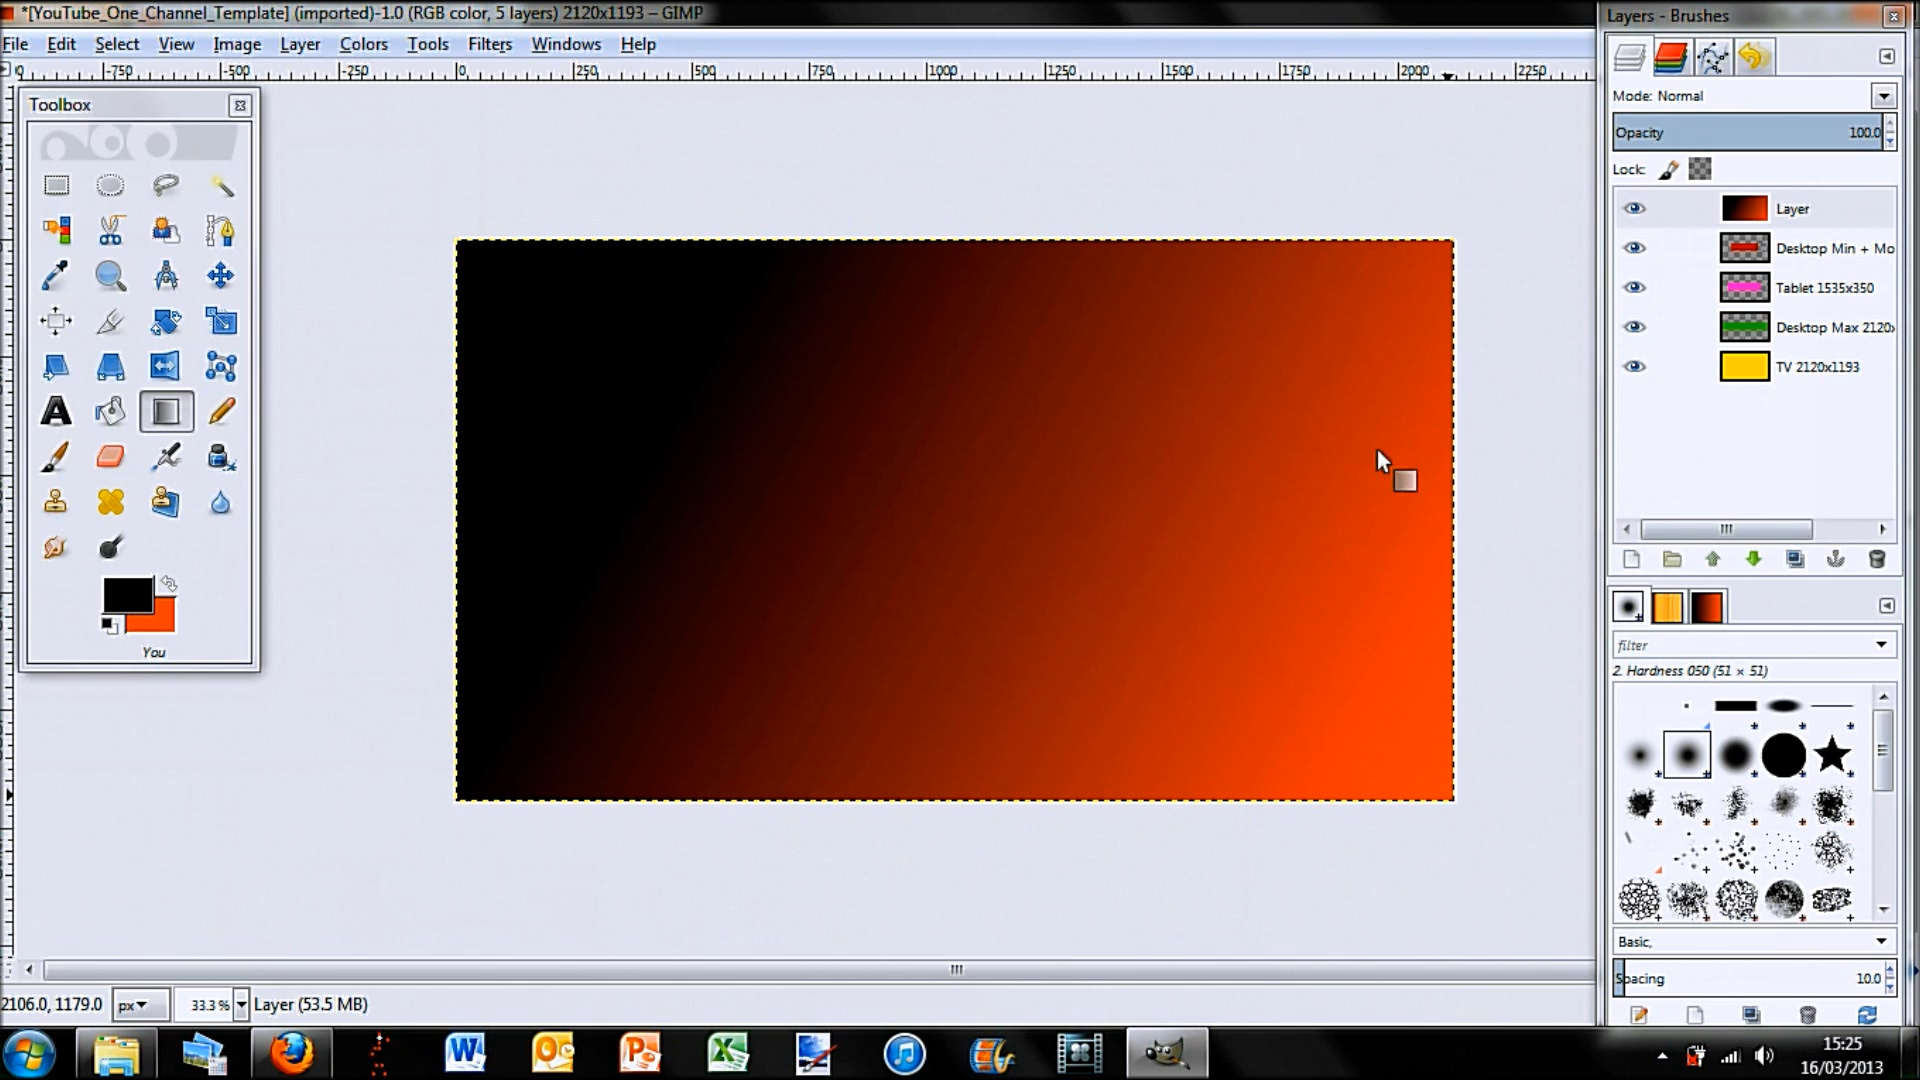 *[YouTube_One_Channel_Template] (imported)-1.0 (RGB color, 5 layers) 2120x1193 – GIMP
File Edit Select View Image Layer Colors Tools Filters Windows Help
-750 -500 -250 0 250 500 750 1000 1250 1500 1750 2000 2250
Toolbox
You
Layers - Brushes
Mode: Normal
Opacity 100.0
Lock:
Layer
Desktop Min + Mo
Tablet 1535x350
Desktop Max 2120x
TV 2120x1193
filter
2. Hardness 050 (51 × 51)
Basic,
Spacing 10.0
2106.0, 1179.0 px 33.3 % Layer (53.5 MB)
15:25
16/03/2013